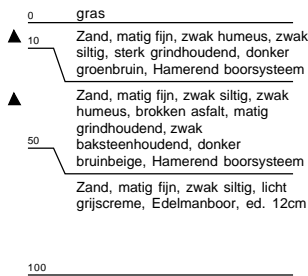 0 gras
10 Zand, matig fijn, zwak humeus, zwak
siltig, sterk grindhoudend, donker
groenbruin, Hamerend boorsysteem
Zand, matig fijn, zwak siltig, zwak
humeus, brokken asfalt, matig
grindhoudend, zwak
50 baksteenhoudend, donker
bruinbeige, Hamerend boorsysteem
Zand, matig fijn, zwak siltig, licht
grijscreme, Edelmanboor, ed. 12cm
100